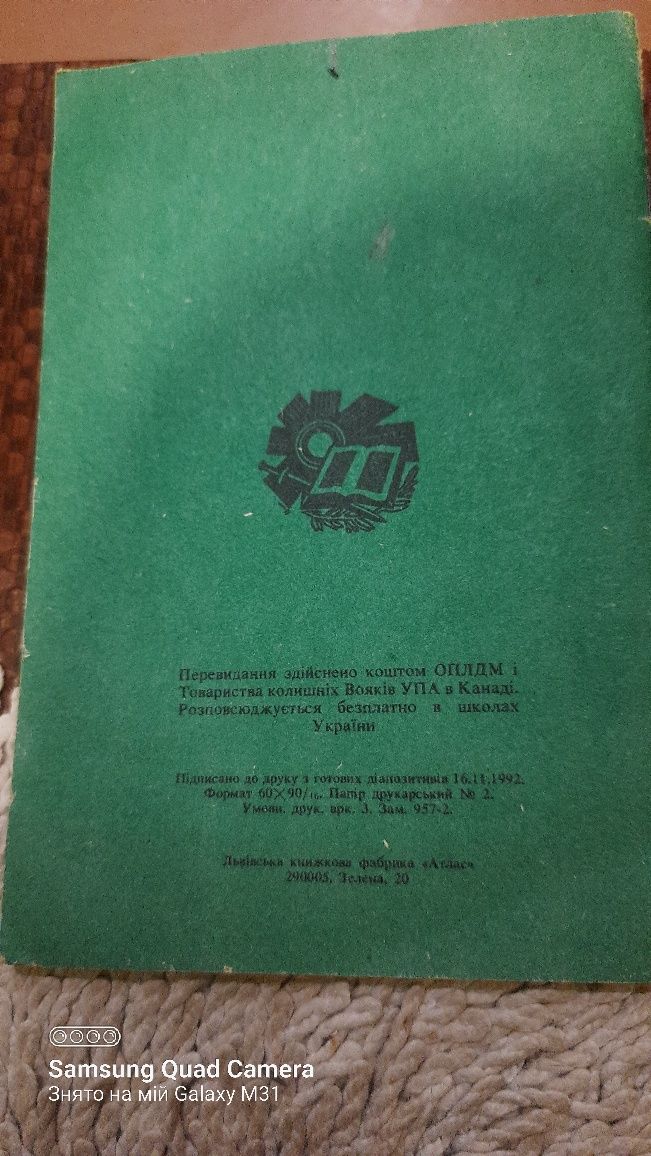 Перевидання здійснено коштом ОПЛДМ і
Товариства колишніх Вояків УПА в Канаді.
Розповсюджується безплатно в школах
України
Підписано до друку з готових діапозитивів 16.11.1992.
Формат 60×90/16. Папір друкарський № 2.
Умовн. друк. арк. 3. Зам. 957-2.
Львівська книжкова фабрика «Атлас»
290005, Зелена, 20
Samsung Quad Camera
Знято на мій Galaxy M31